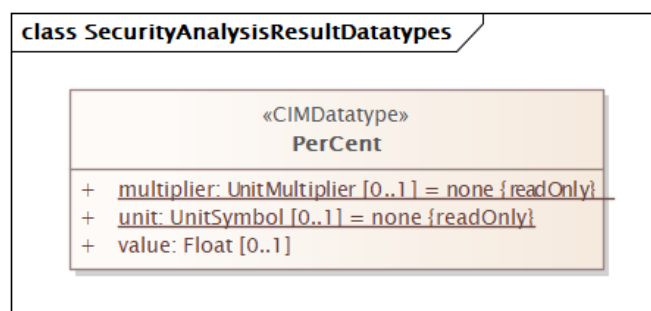 class SecurityAnalysisResultDatatypes
«CIMDatatype»
PerCent
+ multiplier: UnitMultiplier [0..1] = none {readOnly}
+ unit: UnitSymbol [0..1] = none {readOnly}
+ value: Float [0..1]